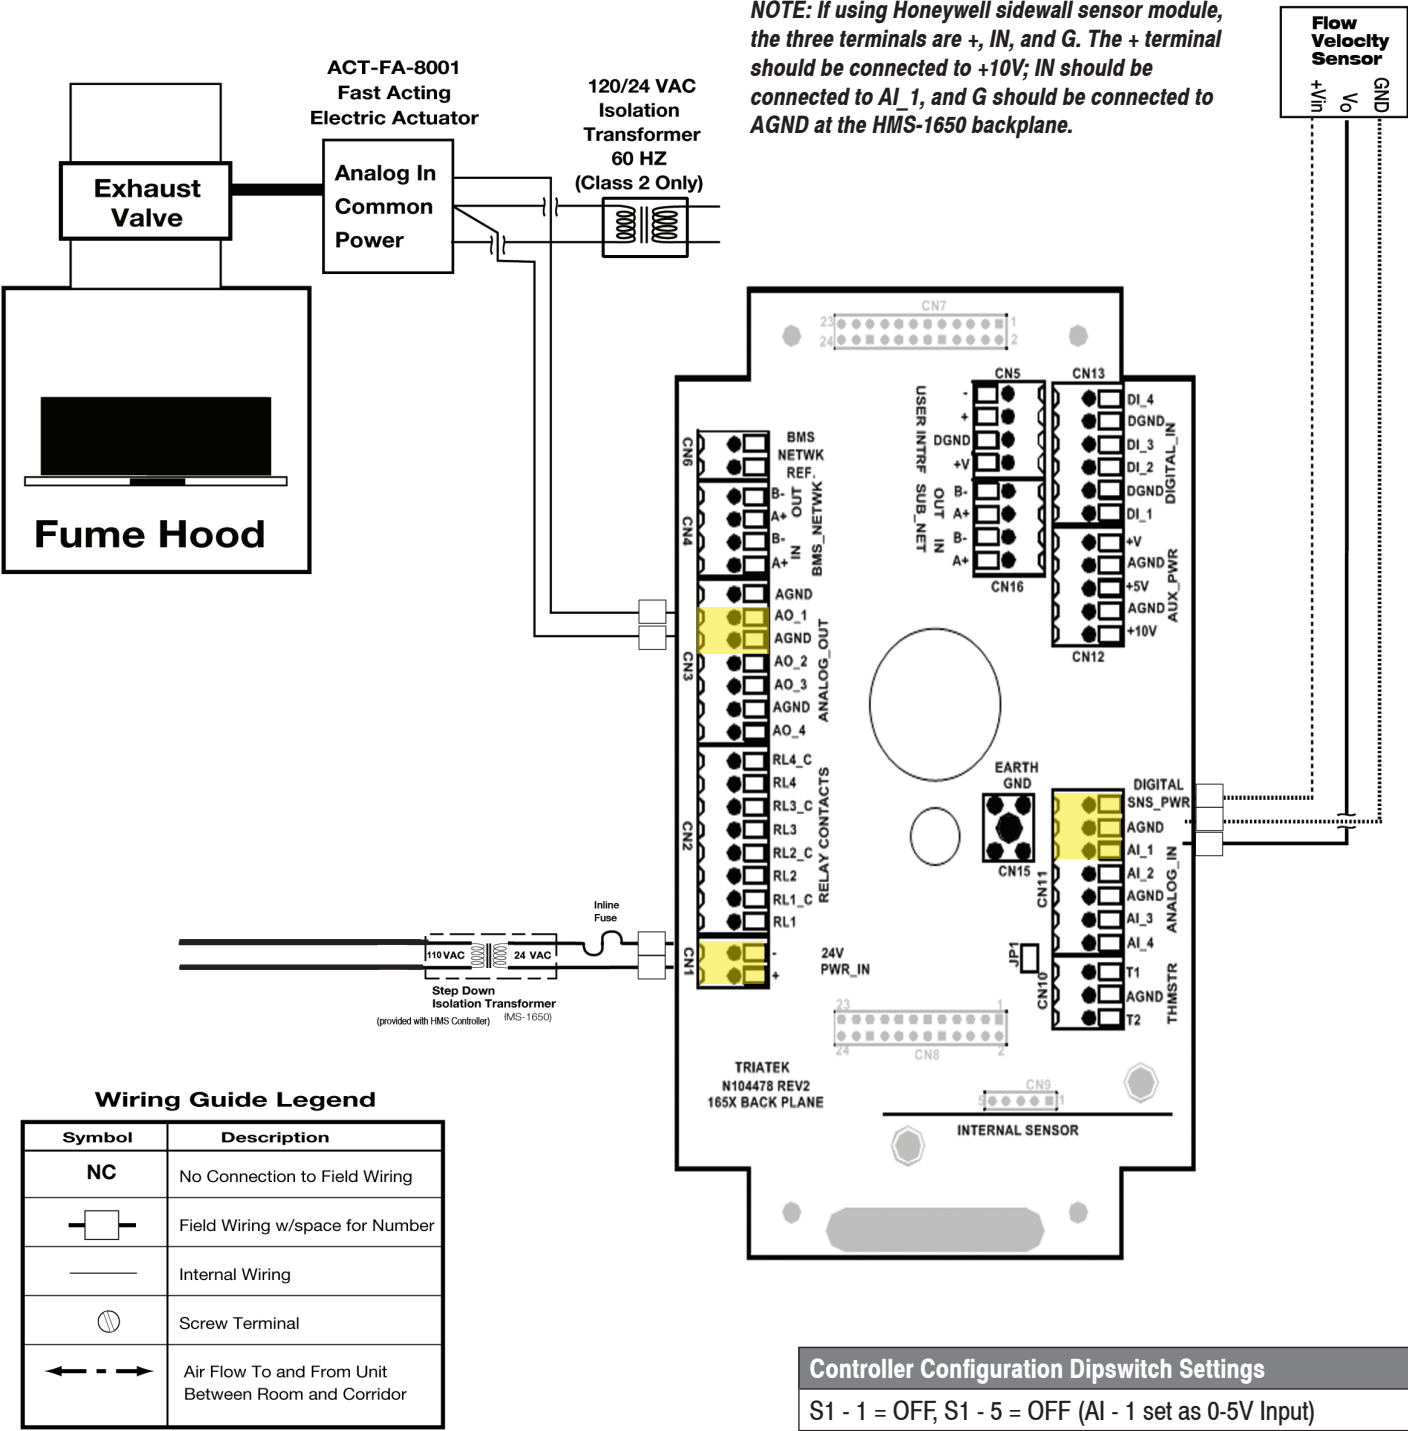 NOTE: If using Honeywell sidewall sensor module,
the three terminals are +, IN, and G. The + terminal
should be connected to +10V; IN should be
connected to AI_1, and G should be connected to
AGND at the HMS-1650 backplane.
Flow
Velocity
Sensor
+Vin
Vo
GND
ACT-FA-8001
Fast Acting
Electric Actuator
120/24 VAC
Isolation
Transformer
60 HZ
(Class 2 Only)
Exhaust
Valve
Analog In
Common
Power
Fume Hood
CN7
23
1
24
2
CN5
-
+
DGND
+V
USER INTRF
B-
A+
B-
A+
OUT
IN
SUB_NET
CN16
CN13
DI_4
DGND
DI_3
DI_2
DGND
DI_1
DIGITAL_IN
+V
AGND
+5V
AGND
+10V
AUX_PWR
CN12
CN6
BMS
NETWK
REF.
CN4
B-
A+
B-
A+
OUT
IN
BMS_NETWK
CN3
AGND
AO_1
AGND
AO_2
AO_3
AGND
AO_4
ANALOG_OUT
CN2
RL4_C
RL4
RL3_C
RL3
RL2_C
RL2
RL1_C
RL1
RELAY CONTACTS
CN1
-
+
24V
PWR_IN
EARTH
GND
CN15
DIGITAL
SNS_PWR
AGND
AI_1
AI_2
AGND
AI_3
AI_4
CN11
ANALOG_IN
JP1
CN10
T1
AGND
T2
THMSTR
Inline
Fuse
110 VAC
24 VAC
Step Down
Isolation Transformer
(provided with HMS Controller)
IMS-1650)
23
1
24
2
CN8
TRIATEK
N104478 REV2
165X BACK PLANE
CN9
5
1
INTERNAL SENSOR
Wiring Guide Legend
Symbol
Description
NC
No Connection to Field Wiring
Field Wiring w/space for Number
Internal Wiring
Screw Terminal
Air Flow To and From Unit
Between Room and Corridor
Controller Configuration Dipswitch Settings
S1 - 1 = OFF, S1 - 5 = OFF (AI - 1 set as 0-5V Input)